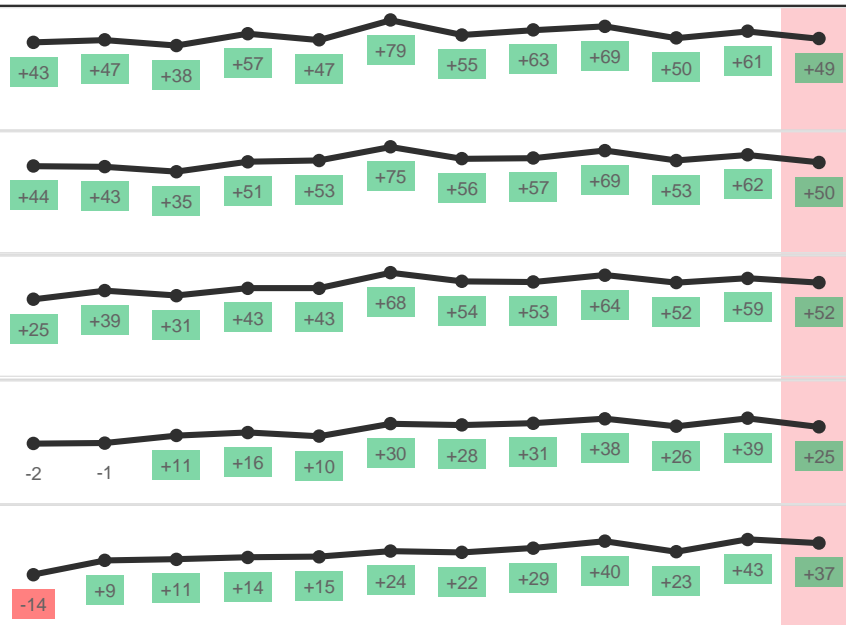 +43 +47 +38 +57 +47 +79 +55 +63 +69 +50 +61 +49
+44 +43 +35 +51 +53 +75 +56 +57 +69 +53 +62 +50
+25 +39 +31 +43 +43 +68 +54 +53 +64 +52 +59 +52
-2 -1 +11 +16 +10 +30 +28 +31 +38 +26 +39 +25
-14 +9 +11 +14 +15 +24 +22 +29 +40 +23 +43 +37